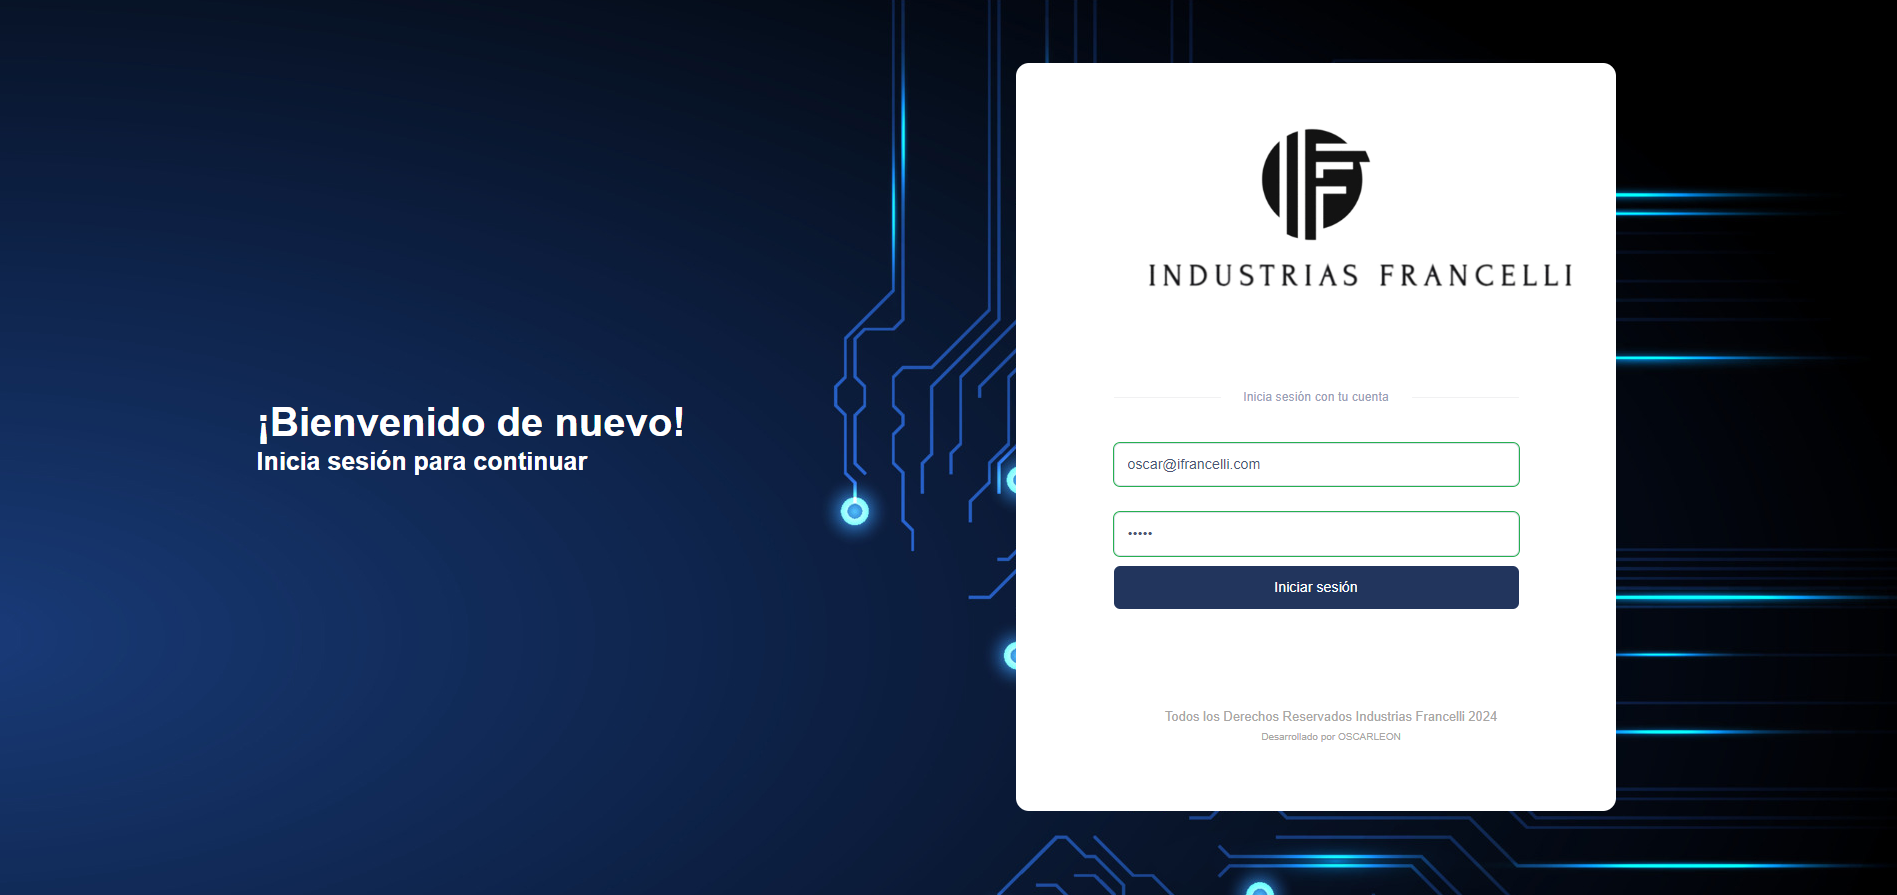 ¡Bienvenido de nuevo!
Inicia sesión para continuar
INDUSTRIAS FRANCELLI
Inicia sesión con tu cuenta
oscar@ifrancelli.com
•••••
Iniciar sesión
Todos los Derechos Reservados Industrias Francelli 2024
Desarrollado por OSCARLEON